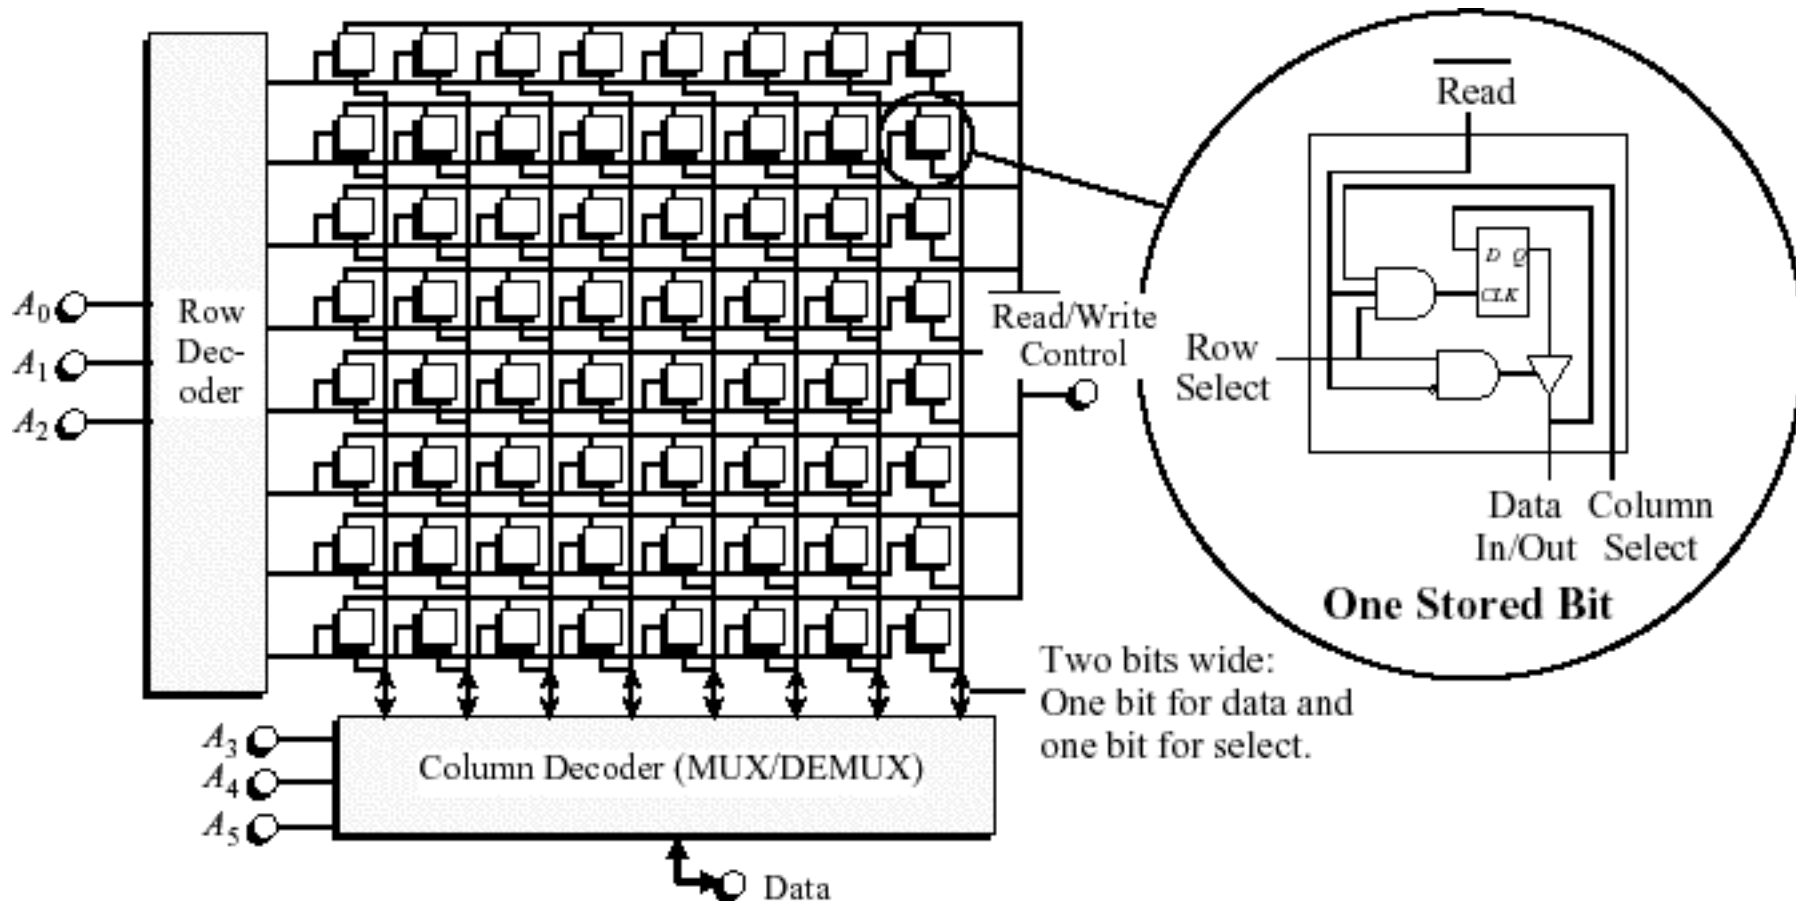 Read
D Q
CLK
Row
Select
Data Column
In/Out Select
One Stored Bit
Read/Write
Control
A0
A1
A2
Row
Dec-
oder
Two bits wide:
One bit for data and
one bit for select.
A3
A4
A5
Column Decoder (MUX/DEMUX)
Data